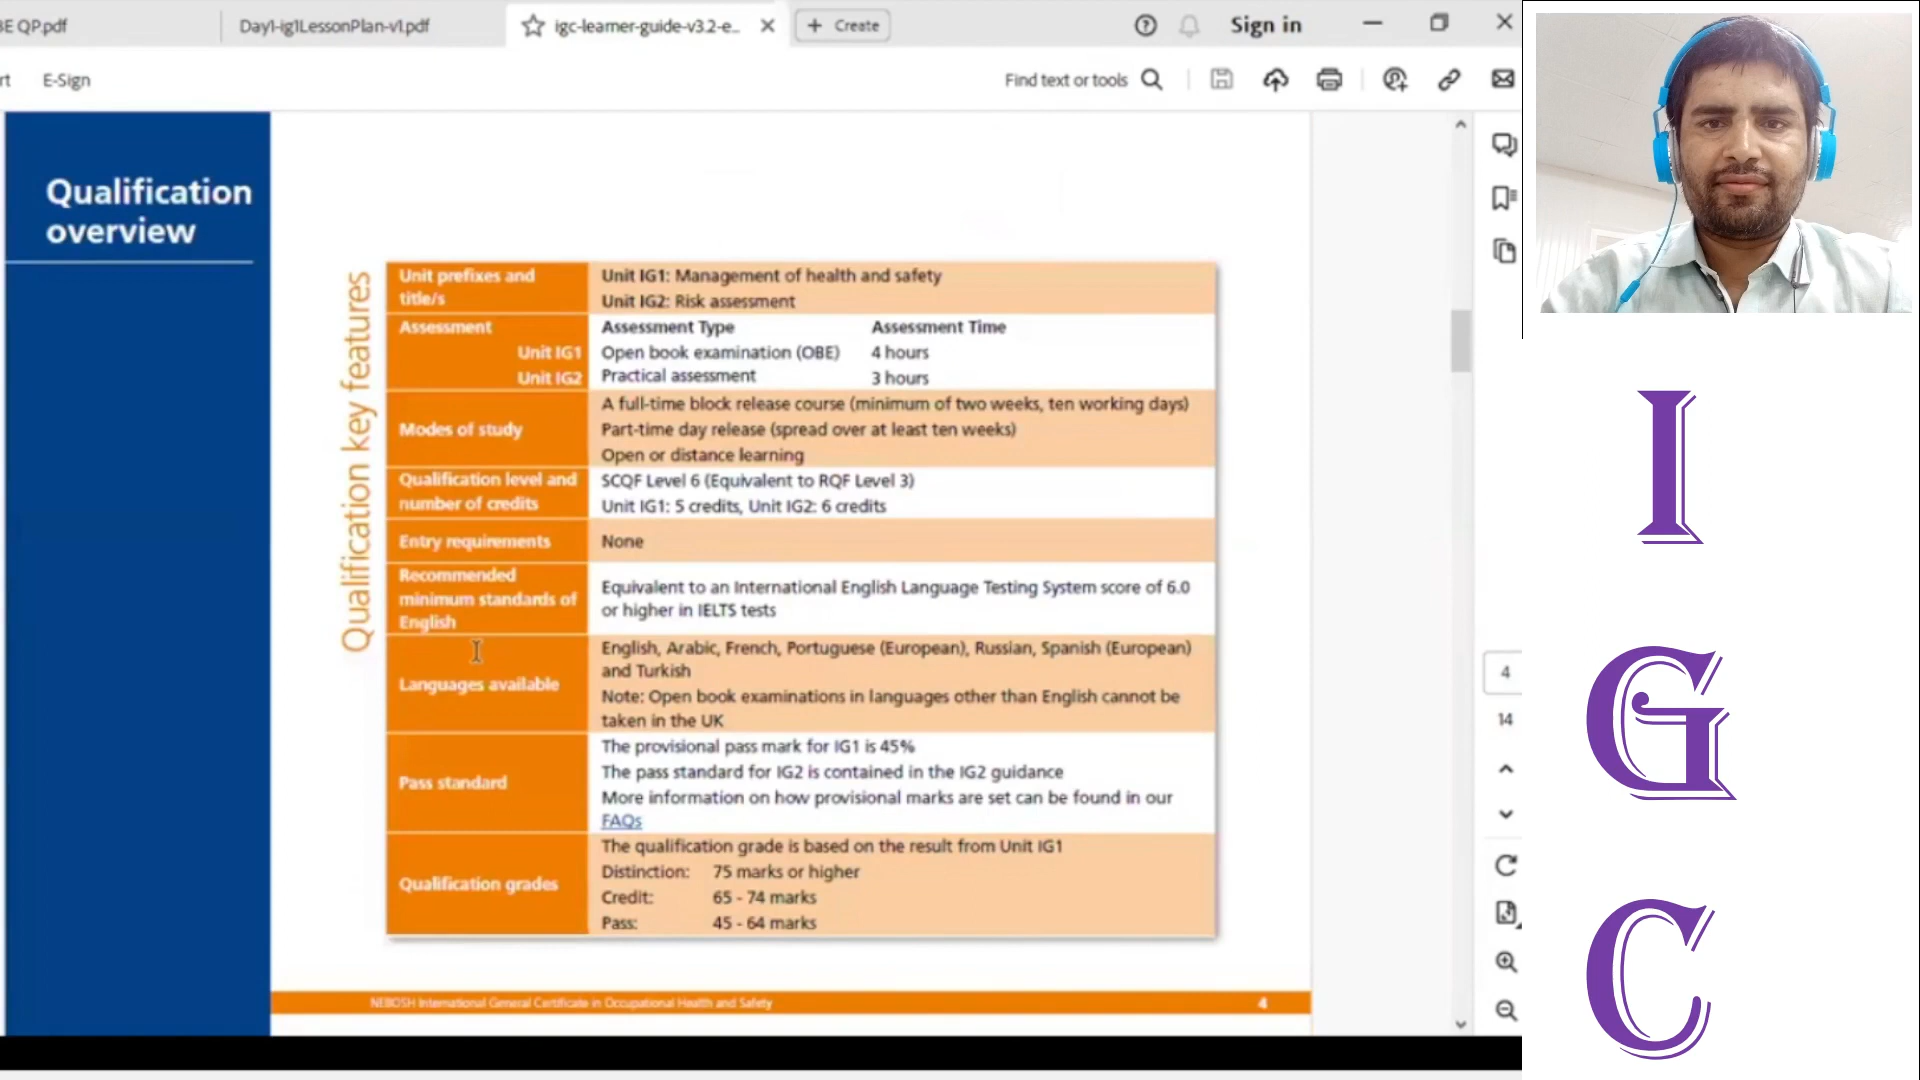 BE QP.pdf
Day1-ig1LessonPlan-v1.pdf
igc-learner-guide-v3.2-e...
Create
Sign in
rt
E-Sign
Find text or tools
Qualification
overview
Qualification key features
Unit prefixes and
title/s
Unit IG1: Management of health and safety
Unit IG2: Risk assessment
Assessment
Assessment Type
Assessment Time
Unit IG1
Open book examination (OBE)
4 hours
Unit IG2
Practical assessment
3 hours
Modes of study
A full-time block release course (minimum of two weeks, ten working days)
Part-time day release (spread over at least ten weeks)
Open or distance learning
Qualification level and
number of credits
SCQF Level 6 (Equivalent to RQF Level 3)
Unit IG1: 5 credits, Unit IG2: 6 credits
Entry requirements
None
Recommended
minimum standards of
English
Equivalent to an International English Language Testing System score of 6.0
or higher in IELTS tests
Languages available
English, Arabic, French, Portuguese (European), Russian, Spanish (European)
and Turkish
Note: Open book examinations in languages other than English cannot be
taken in the UK
Pass standard
The provisional pass mark for IG1 is 45%
The pass standard for IG2 is contained in the IG2 guidance
More information on how provisional marks are set can be found in our
FAQs
Qualification grades
The qualification grade is based on the result from Unit IG1
Distinction: 75 marks or higher
Credit: 65 - 74 marks
Pass: 45 - 64 marks
NEBOSH International General Certificate in Occupational Health and Safety
4
4
14
I
G
C